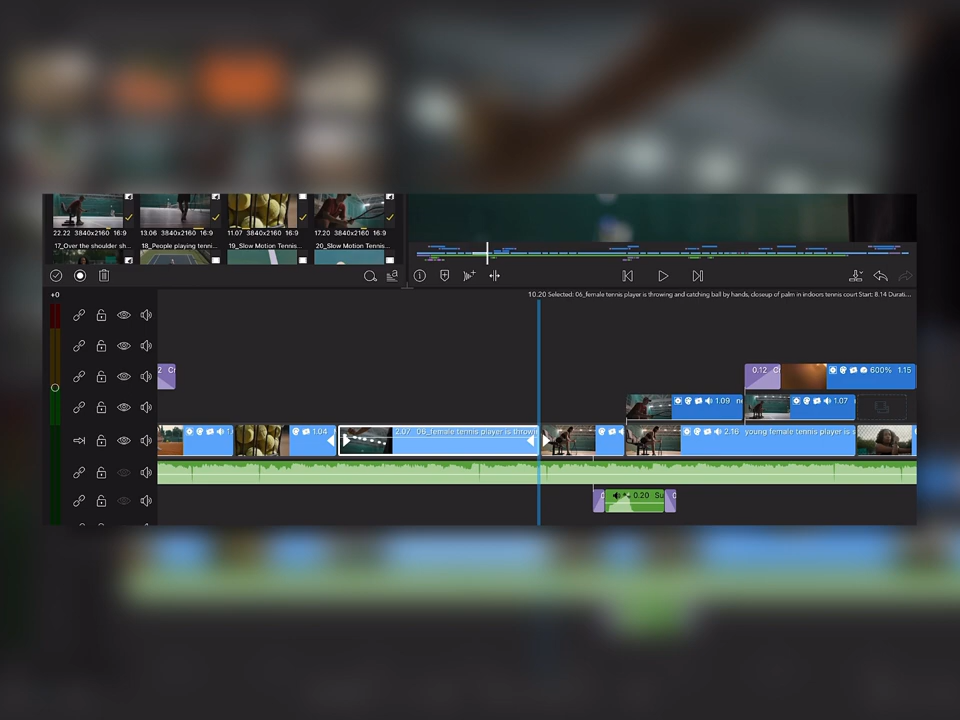 22.22 3840x2160 16:9
13.06 3840x2160 16:9
11.07 3840x2160 16:9
17.20 3840x2160 16:9
17_Over the shoulder sh...
18_People playing tenni...
19_Slow Motion Tennis...
20_Slow Motion Tennis...
+0
10.20 Selected: 06_female tennis player is throwing and catching ball by hands, closeup of palm in indoors tennis court Start: 8.14 Durati...
2
0.12
600% 1.15
1.09
1.07
1.04
2.07 06_female tennis player is throwi
2.16 young female tennis player is s
0.20 Su